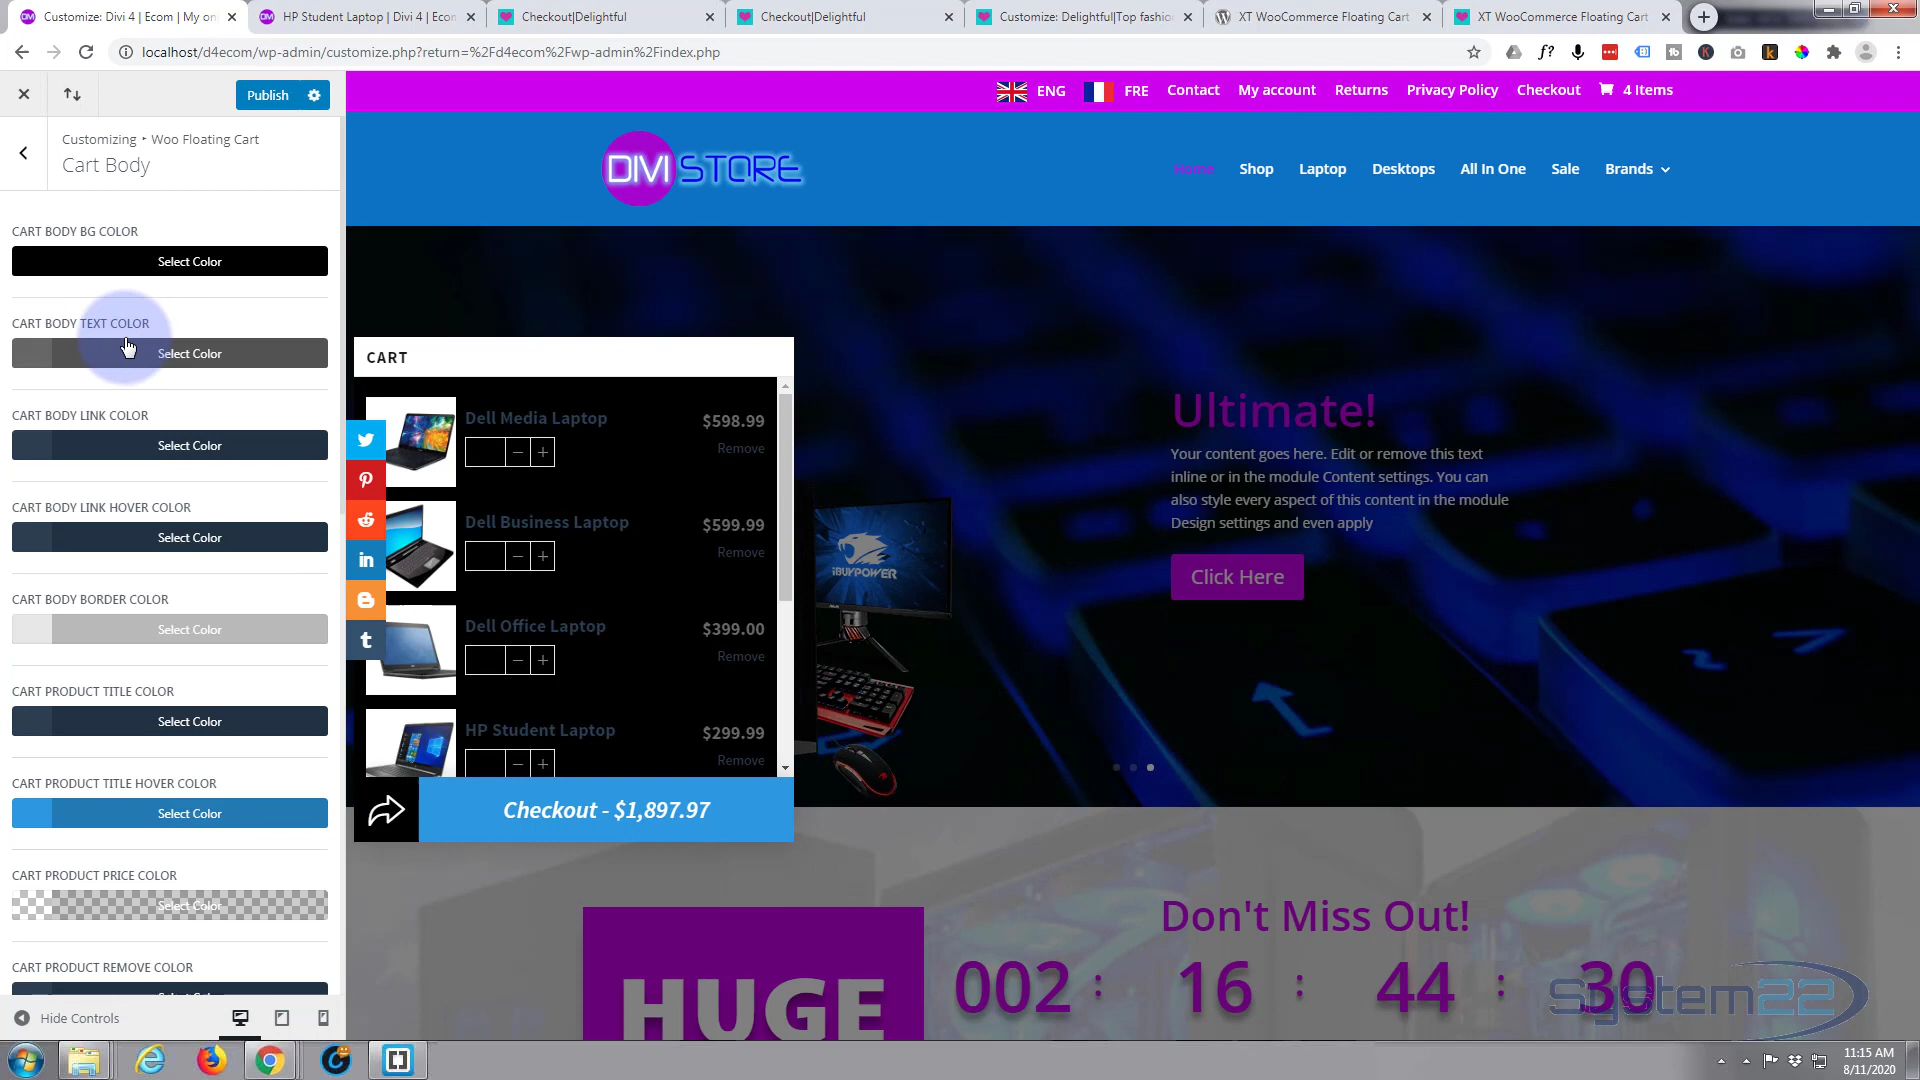 Customize: Divi 4 | Ecom | My onl
HP Student Laptop | Divi 4 | Ecom
Checkout|Delightful
Checkout|Delightful
Customize: Delightful|Top fashio
XT WooCommerce Floating Cart
XT WooCommerce Floating Cart
localhost/d4ecom/wp-admin/customize.php?return=%2Fd4ecom%2Fwp-admin%2Findex.php
Publish
Customizing ‣ Woo Floating Cart
Cart Body
CART BODY BG COLOR
Select Color
CART BODY TEXT COLOR
Select Color
CART BODY LINK COLOR
Select Color
CART BODY LINK HOVER COLOR
Select Color
CART BODY BORDER COLOR
Select Color
CART PRODUCT TITLE COLOR
Select Color
CART PRODUCT TITLE HOVER COLOR
Select Color
CART PRODUCT PRICE COLOR
Select Color
CART PRODUCT REMOVE COLOR
Select Color
Hide Controls
ENG FRE Contact My account Returns Privacy Policy Checkout 4 Items
DIVI STORE
Home Shop Laptop Desktops All In One Sale Brands
CART
Dell Media Laptop $598.99
− + Remove
Dell Business Laptop $599.99
− + Remove
Dell Office Laptop $399.00
− + Remove
HP Student Laptop $299.99
− + Remove
Checkout - $1,897.97
iBUYPOWER
Ultimate!
Your content goes here. Edit or remove this text
inline or in the module Content settings. You can
also style every aspect of this content in the module
Design settings and even apply
Click Here
HUGE
Don't Miss Out!
002 : 16 : 44 : 30
System22
11:15 AM
8/11/2020